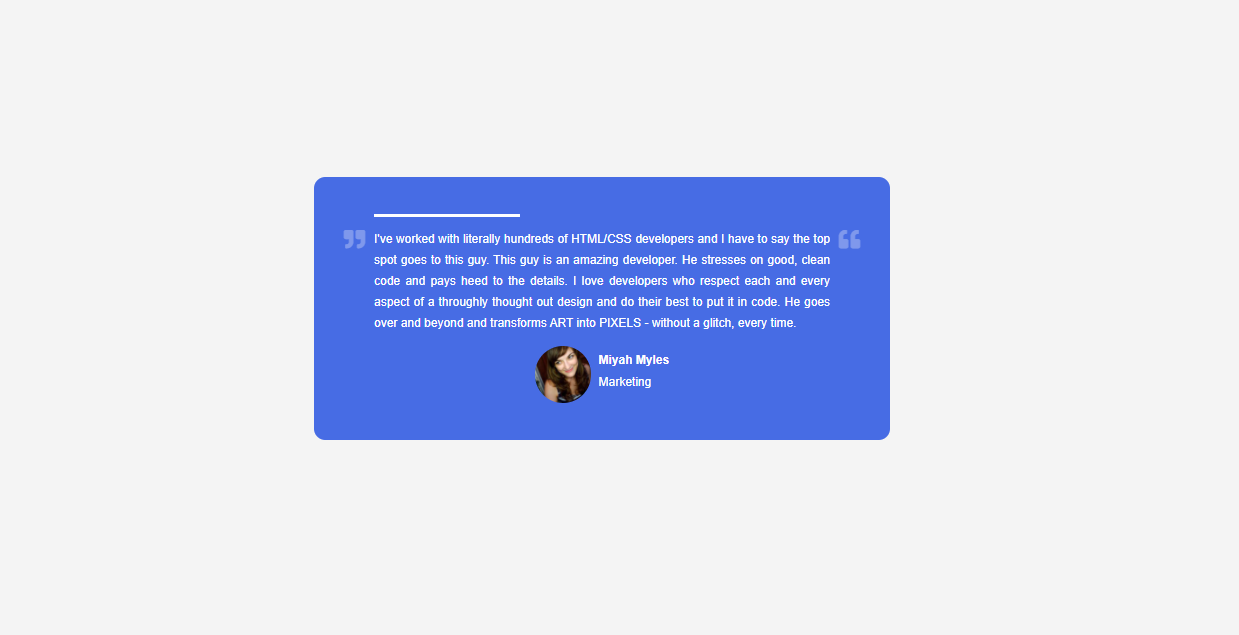 I've worked with literally hundreds of HTML/CSS developers and I have to say the top
spot goes to this guy. This guy is an amazing developer. He stresses on good, clean
code and pays heed to the details. I love developers who respect each and every
aspect of a throughly thought out design and do their best to put it in code. He goes
over and beyond and transforms ART into PIXELS - without a glitch, every time.
Miyah Myles
Marketing